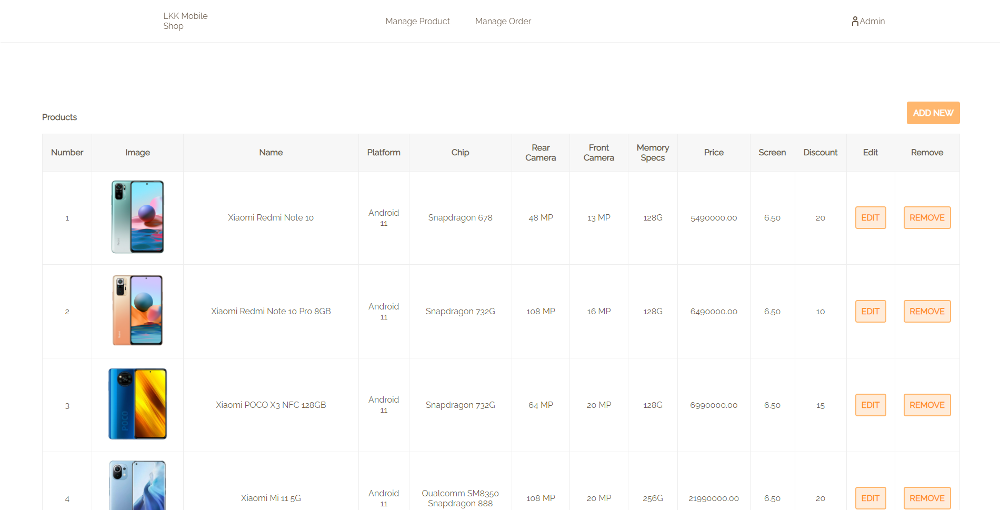 LKK Mobile
Shop
Manage Product
Manage Order
Admin
Products
ADD NEW
Number
Image
Name
Platform
Chip
Rear
Camera
Front
Camera
Memory
Specs
Price
Screen
Discount
Edit
Remove
1
Xiaomi Redmi Note 10
Android
11
Snapdragon 678
48 MP
13 MP
128G
5490000.00
6.50
20
EDIT
REMOVE
2
Xiaomi Redmi Note 10 Pro 8GB
Android
11
Snapdragon 732G
108 MP
16 MP
128G
6490000.00
6.50
10
EDIT
REMOVE
3
POCO
Xiaomi POCO X3 NFC 128GB
Android
11
Snapdragon 732G
64 MP
20 MP
128G
6990000.00
6.50
15
EDIT
REMOVE
4
Xiaomi Mi 11 5G
Android
11
Qualcomm SM8350
Snapdragon 888
108 MP
20 MP
256G
21990000.00
6.50
20
EDIT
REMOVE